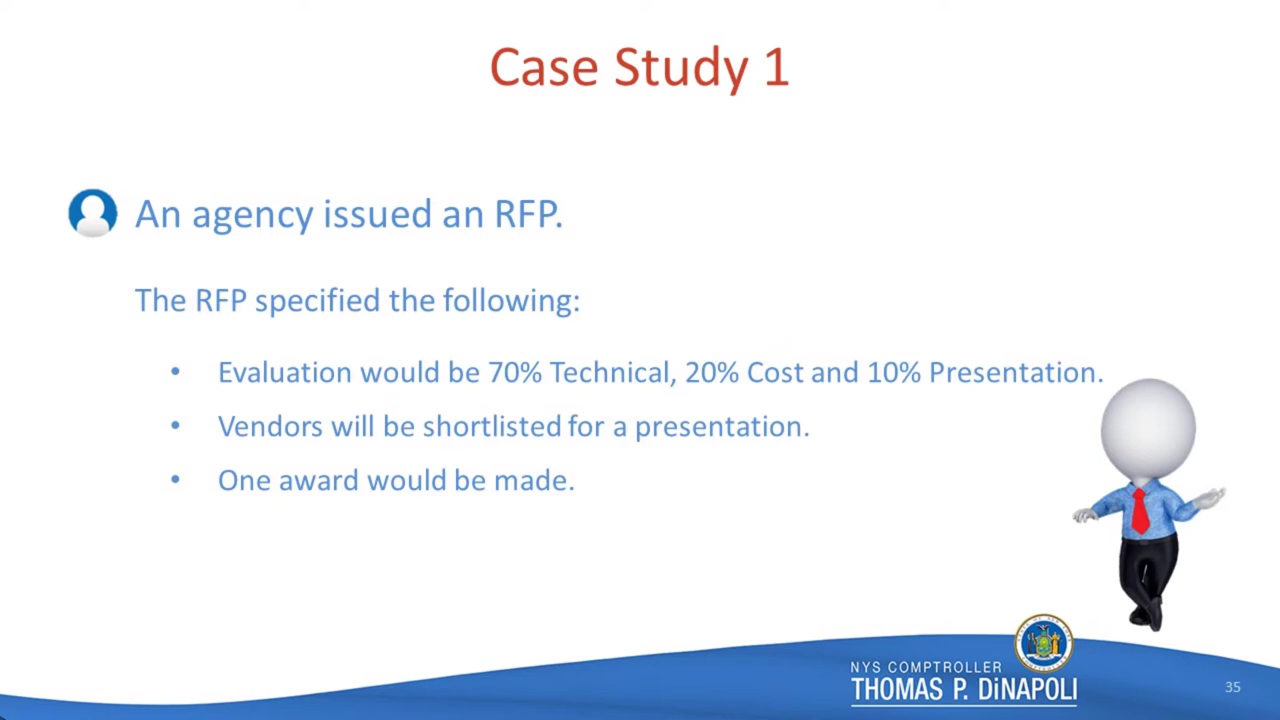 Case Study 1
An agency issued an RFP.
The RFP specified the following:
• Evaluation would be 70% Technical, 20% Cost and 10% Presentation.
• Vendors will be shortlisted for a presentation.
• One award would be made.
NYS COMPTROLLER
THOMAS P. DiNAPOLI
35